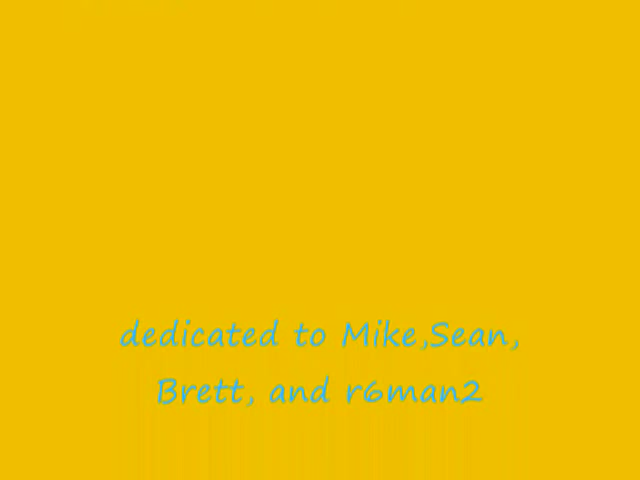 dedicated to Mike,Sean,
Brett, and r6man2